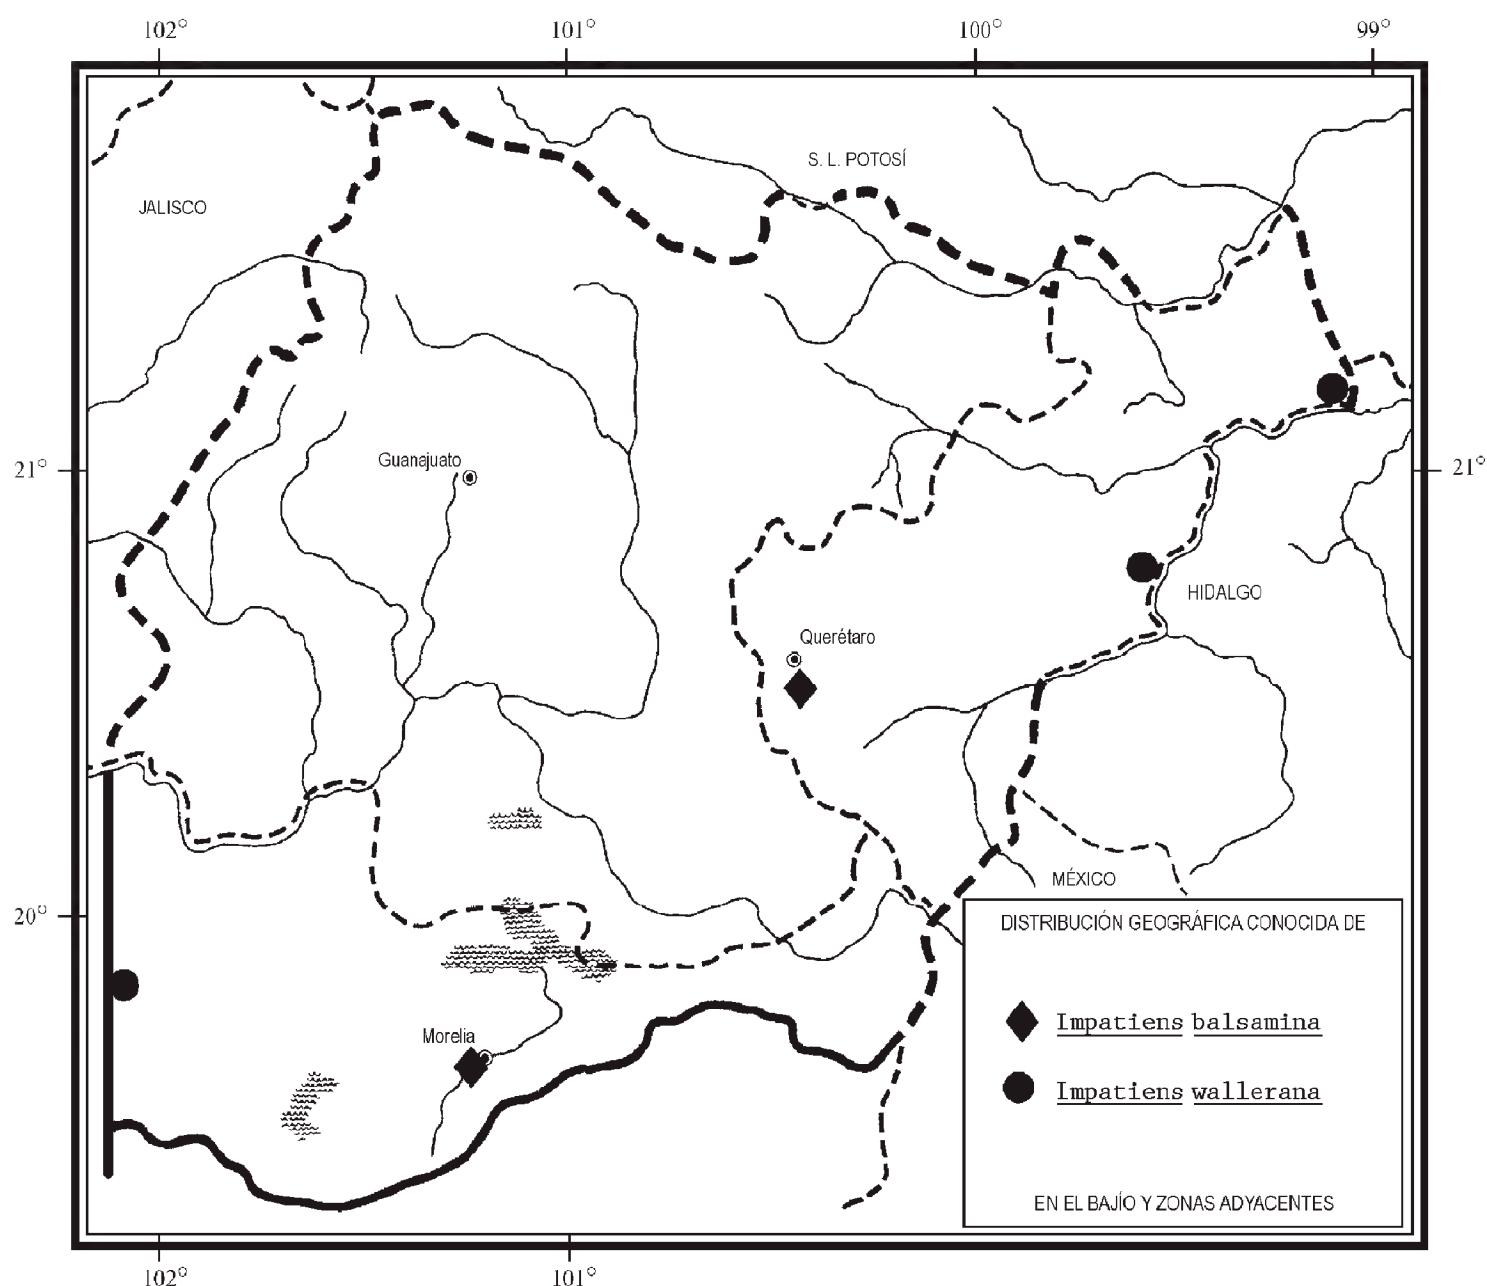 102° 101° 100° 99°
S. L. POTOSÍ
JALISCO
Guanajuato
21° 21°
HIDALGO
Querétaro
MÉXICO
20°
DISTRIBUCIÓN GEOGRÁFICA CONOCIDA DE
Impatiens balsamina
Morelia
Impatiens wallerana
EN EL BAJÍO Y ZONAS ADYACENTES
102° 101°